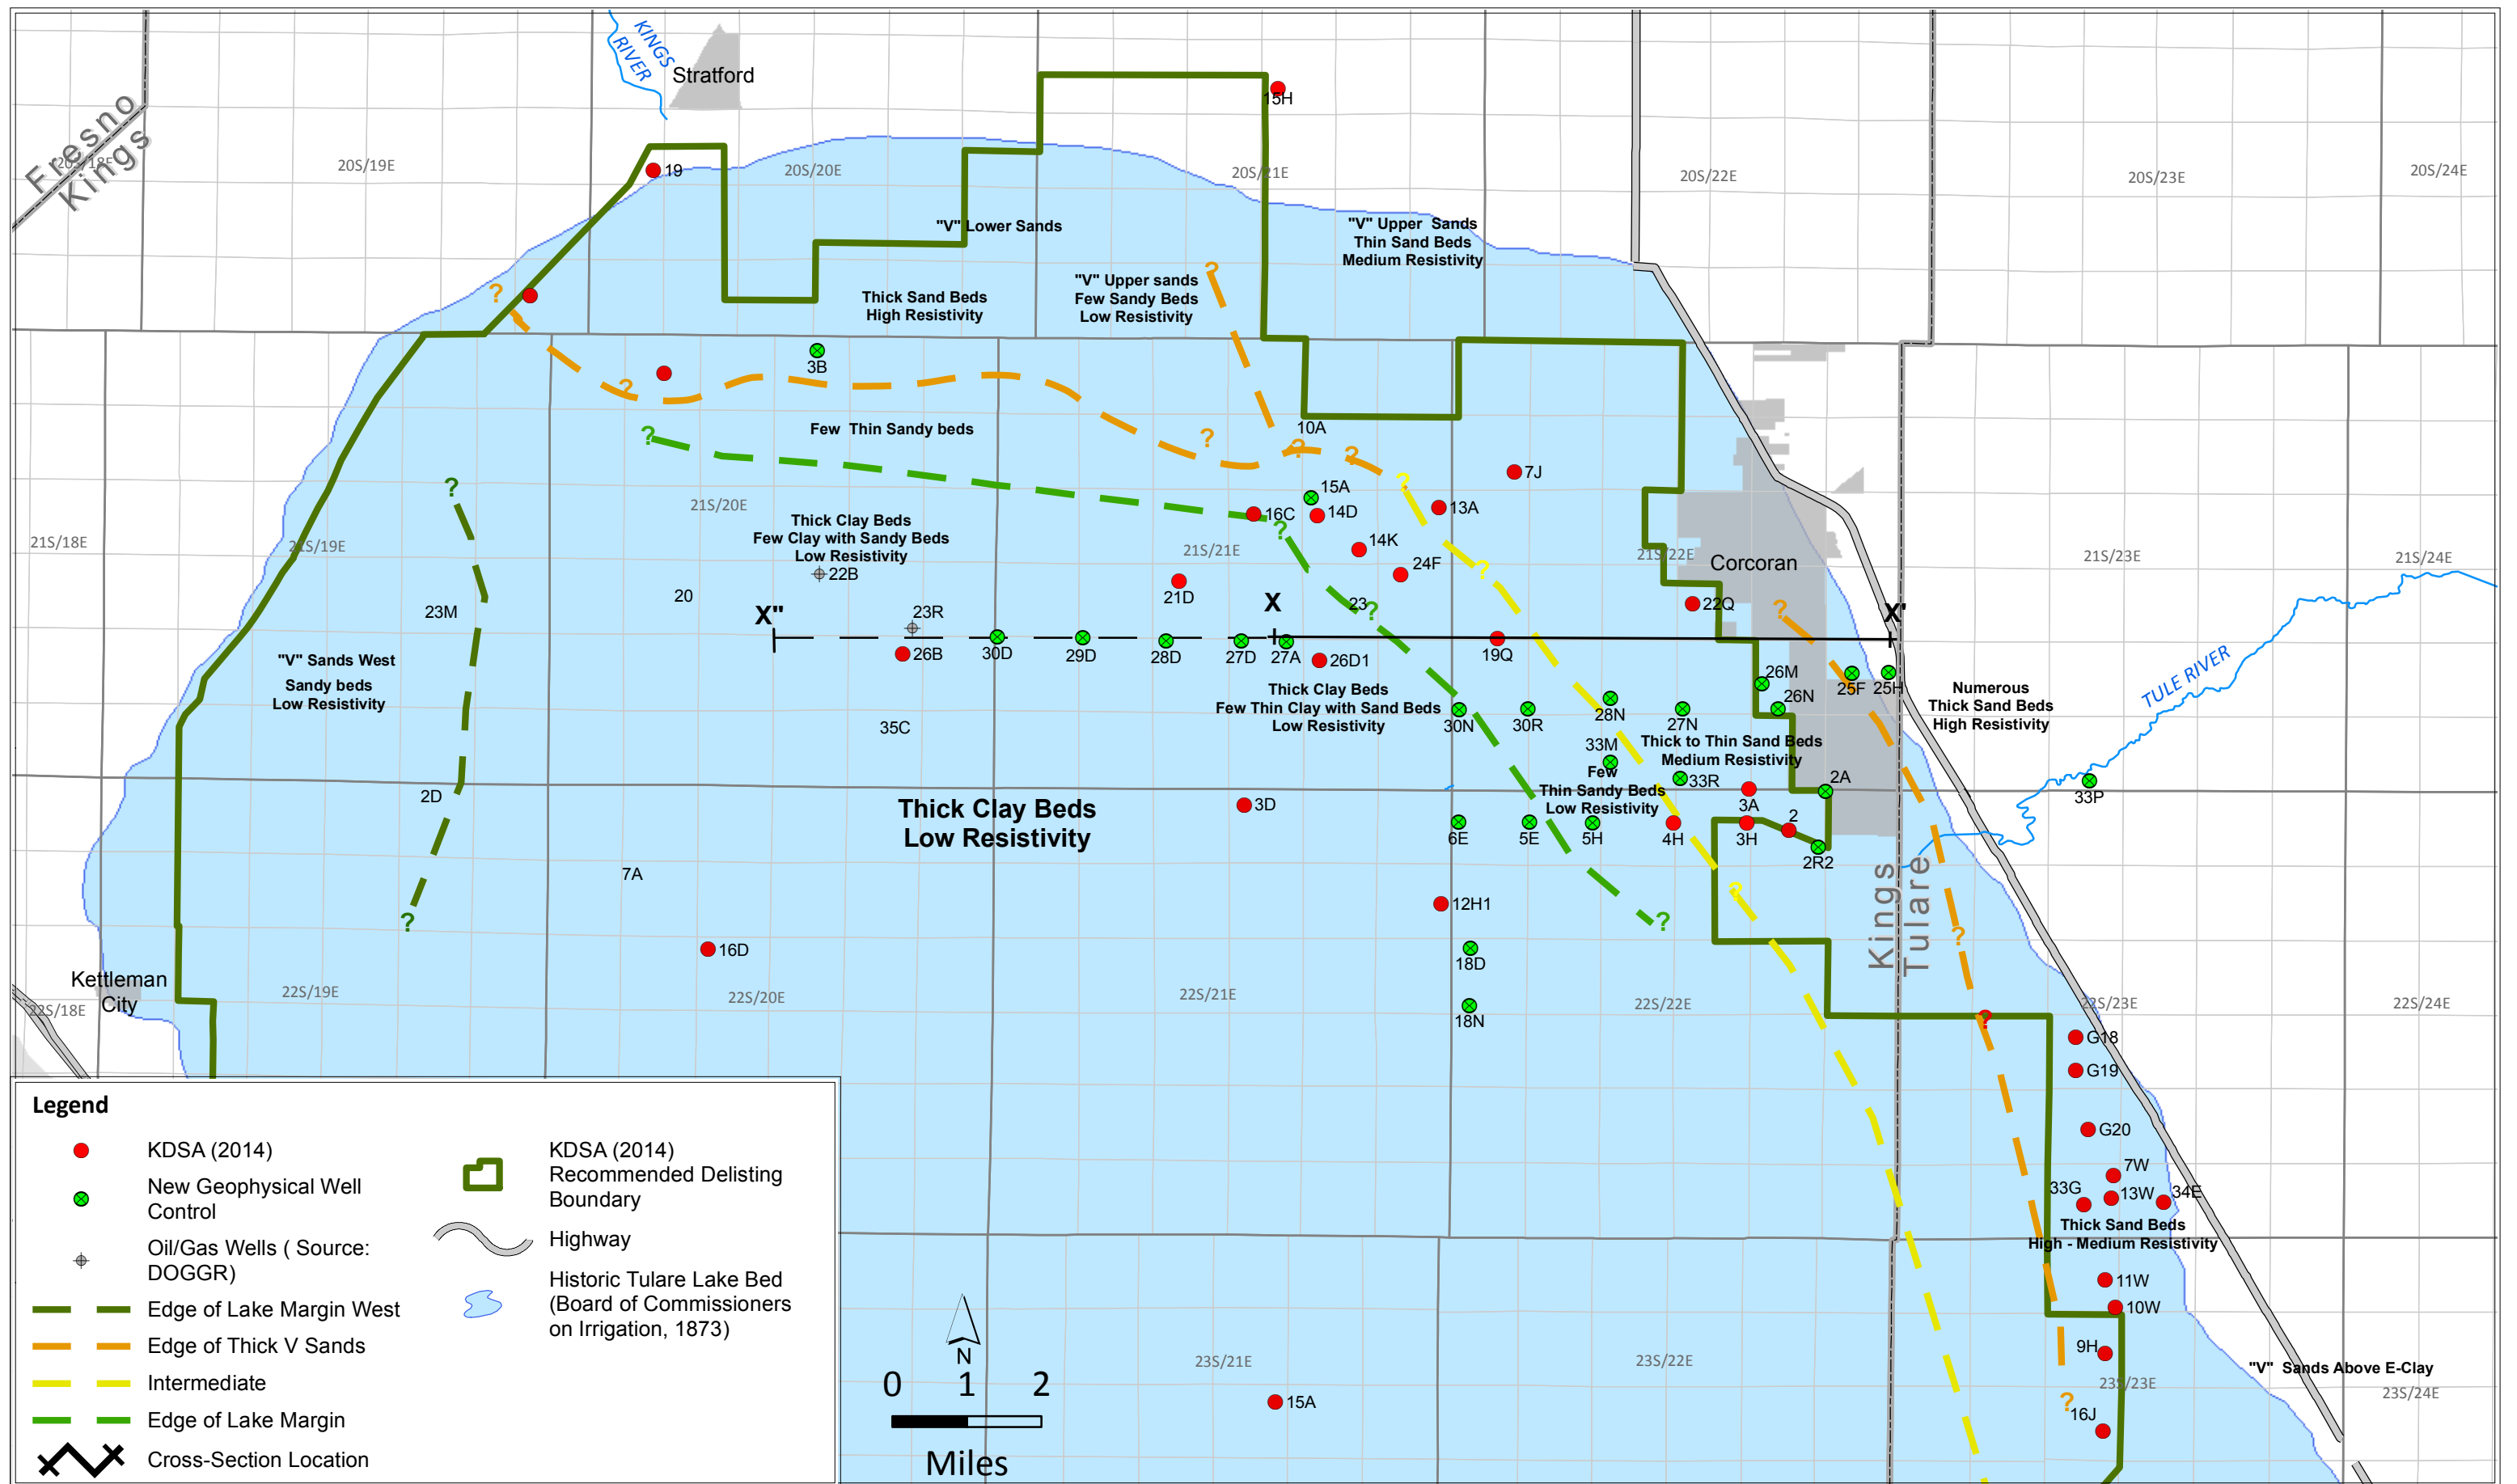 KINGS
RIVER
Stratford
15H
Fresno
Kings
20S/18E
20S/19E
19
20S/20E
20S/21E
20S/22E
20S/23E
20S/24E
"V" Lower Sands
"V" Upper Sands
Thin Sand Beds
Medium Resistivity
?
?
"V" Upper sands
Few Sandy Beds
Low Resistivity
Thick Sand Beds
High Resistivity
3B
?
10A
Few Thin Sandy beds
?
?
?
?
?
7J
?
15A
21S/20E
16C
14D
13A
?
Thick Clay Beds
Few Clay with Sandy Beds
Low Resistivity
21S/18E
21S/19E
21S/21E
14K
21S/22E
Corcoran
21S/23E
21S/24E
22B
24F
?
20
21D
23
?
22Q
?
23M
X"
23R
X
X'
26B
30D
29D
28D
27D
27A
26D1
19Q
"V" Sands West
Sandy beds
Low Resistivity
26M
25F
25H
26N
TULE RIVER
Numerous
Thick Sand Beds
High Resistivity
Thick Clay Beds
Few Thin Clay with Sand Beds
Low Resistivity
30N
30R
28N
27N
35C
33M
Thick to Thin Sand Beds
Medium Resistivity
Few
Thin Sandy Beds
Low Resistivity
33R
2A
33P
2D
Thick Clay Beds
Low Resistivity
3D
3A
2
6E
5E
5H
4H
3H
2R2
7A
?
?
12H1
?
?
Kings
Tulare
16D
18D
Kettleman
City
22S/18E
22S/19E
22S/20E
22S/21E
18N
22S/22E
22S/23E
22S/24E
?
G18
G19
G20
7W
33G
13W
34E
Thick Sand Beds
High - Medium Resistivity
11W
10W
9H
"V" Sands Above E-Clay
23S/21E
23S/22E
23S/23E
23S/24E
?
16J
15A
N
0 1 2
Miles
Legend
KDSA (2014)
New Geophysical Well
Control
Oil/Gas Wells ( Source:
DOGGR)
Edge of Lake Margin West
Edge of Thick V Sands
Intermediate
Edge of Lake Margin
Cross-Section Location
KDSA (2014)
Recommended Delisting
Boundary
Highway
Historic Tulare Lake Bed
(Board of Commissioners
on Irrigation, 1873)